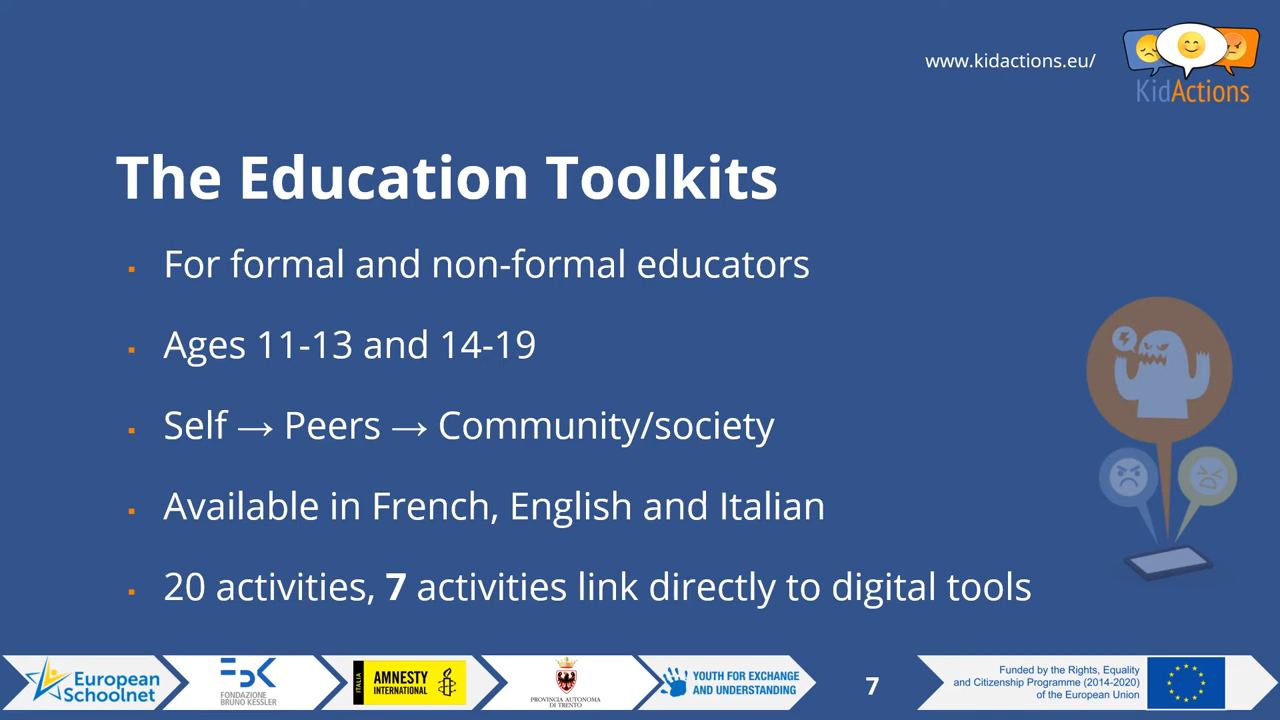 www.kidactions.eu/
KidActions
The Education Toolkits
▪ For formal and non-formal educators
▪ Ages 11-13 and 14-19
▪ Self → Peers → Community/society
▪ Available in French, English and Italian
▪ 20 activities, 7 activities link directly to digital tools
European
Schoolnet
FBK
FONDAZIONE
BRUNO KESSLER
ITALIA
AMNESTY
INTERNATIONAL
PROVINCIA AUTONOMA
DI TRENTO
YOUTH FOR EXCHANGE
AND UNDERSTANDING
7
Funded by the Rights, Equality
and Citizenship Programme (2014-2020)
of the European Union